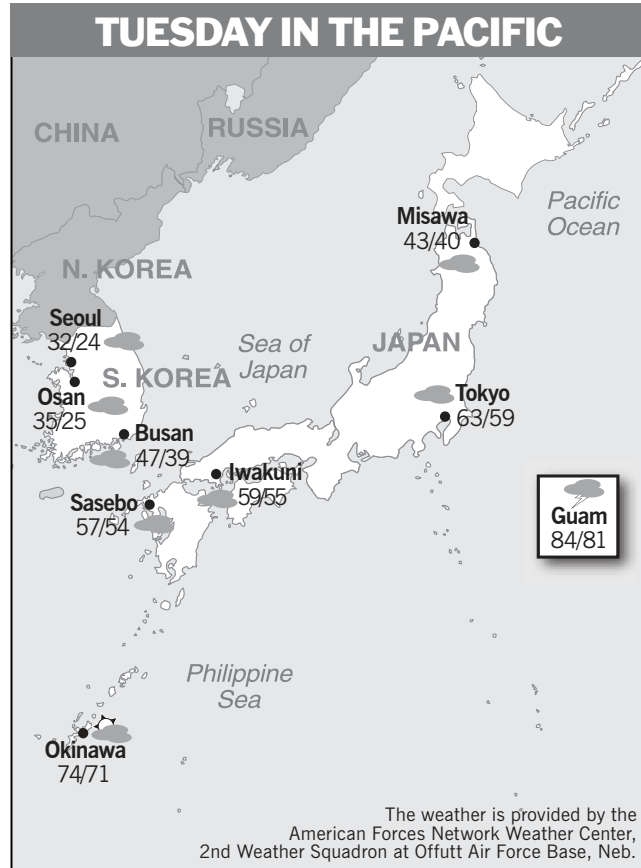 TUESDAY IN THE PACIFIC
CHINA
RUSSIA
Pacific
Ocean
Misawa
43/40
N. KOREA
Seoul
32/24
Sea of
Japan
JAPAN
S. KOREA
Osan
35/25
Tokyo
63/59
Busan
47/39
Iwakuni
59/55
Sasebo
57/54
Guam
84/81
Philippine
Sea
Okinawa
74/71
The weather is provided by the
American Forces Network Weather Center,
2nd Weather Squadron at Offutt Air Force Base, Neb.